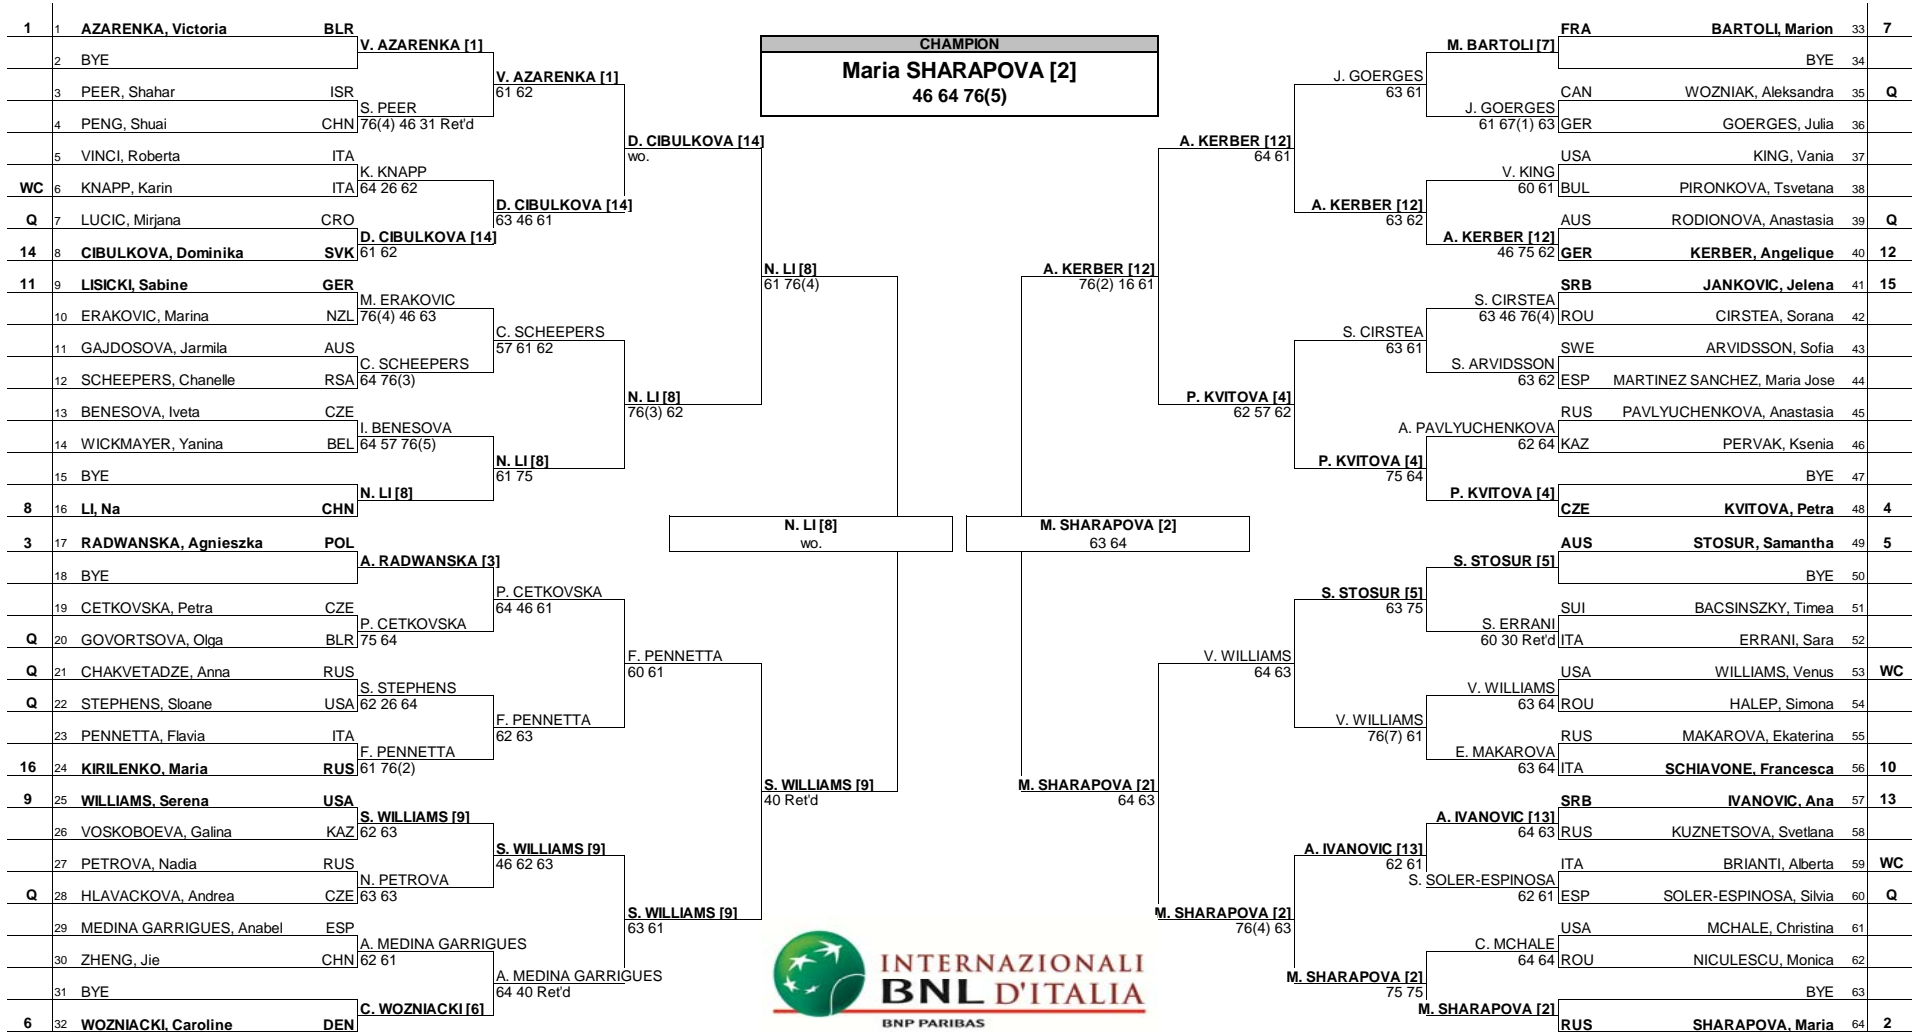 1 1 AZARENKA, Victoria BLR
2 BYE
3 PEER, Shahar ISR
4 PENG, Shuai CHN
5 VINCI, Roberta ITA
WC 6 KNAPP, Karin ITA
Q 7 LUCIC, Mirjana CRO
14 8 CIBULKOVA, Dominika SVK
11 9 LISICKI, Sabine GER
10 ERAKOVIC, Marina NZL
11 GAJDOSOVA, Jarmila AUS
12 SCHEEPERS, Chanelle RSA
13 BENESOVA, Iveta CZE
14 WICKMAYER, Yanina BEL
15 BYE
8 16 LI, Na CHN
3 17 RADWANSKA, Agnieszka POL
18 BYE
19 CETKOVSKA, Petra CZE
Q 20 GOVORTSOVA, Olga BLR
Q 21 CHAKVETADZE, Anna RUS
Q 22 STEPHENS, Sloane USA
23 PENNETTA, Flavia ITA
16 24 KIRILENKO, Maria RUS
9 25 WILLIAMS, Serena USA
26 VOSKOBOEVA, Galina KAZ
27 PETROVA, Nadia RUS
Q 28 HLAVACKOVA, Andrea CZE
29 MEDINA GARRIGUES, Anabel ESP
30 ZHENG, Jie CHN
31 BYE
6 32 WOZNIACKI, Caroline DEN
V. AZARENKA [1]
S. PEER
76(4) 46 31 Ret'd
K. KNAPP
64 26 62
D. CIBULKOVA [14]
61 62
M. ERAKOVIC
76(4) 46 63
C. SCHEEPERS
64 76(3)
I. BENESOVA
64 57 76(5)
N. LI [8]
A. RADWANSKA [3]
P. CETKOVSKA
75 64
S. STEPHENS
62 26 64
F. PENNETTA
61 76(2)
S. WILLIAMS [9]
62 63
N. PETROVA
63 63
A. MEDINA GARRIGUES
62 61
C. WOZNIACKI [6]
V. AZARENKA [1]
61 62
D. CIBULKOVA [14]
63 46 61
C. SCHEEPERS
57 61 62
N. LI [8]
61 75
P. CETKOVSKA
64 46 61
F. PENNETTA
62 63
S. WILLIAMS [9]
46 62 63
A. MEDINA GARRIGUES
64 40 Ret'd
D. CIBULKOVA [14]
wo.
N. LI [8]
76(3) 62
F. PENNETTA
60 61
S. WILLIAMS [9]
63 61
N. LI [8]
61 76(4)
S. WILLIAMS [9]
40 Ret'd
CHAMPION
Maria SHARAPOVA [2]
46 64 76(5)
N. LI [8]
wo.
M. SHARAPOVA [2]
63 64
INTERNAZIONALI
BNL D'ITALIA
BNP PARIBAS
A. KERBER [12]
76(2) 16 61
M. SHARAPOVA [2]
64 63
A. KERBER [12]
64 61
P. KVITOVA [4]
62 57 62
V. WILLIAMS
64 63
M. SHARAPOVA [2]
76(4) 63
J. GOERGES
63 61
A. KERBER [12]
63 62
S. CIRSTEA
63 61
P. KVITOVA [4]
75 64
S. STOSUR [5]
63 75
V. WILLIAMS
76(7) 61
A. IVANOVIC [13]
62 61
M. SHARAPOVA [2]
75 75
M. BARTOLI [7]
J. GOERGES
61 67(1) 63
V. KING
60 61
A. KERBER [12]
46 75 62
S. CIRSTEA
63 46 76(4)
S. ARVIDSSON
63 62
A. PAVLYUCHENKOVA
62 64
P. KVITOVA [4]
S. STOSUR [5]
S. ERRANI
60 30 Ret'd
V. WILLIAMS
63 64
E. MAKAROVA
63 64
A. IVANOVIC [13]
64 63
S. SOLER-ESPINOSA
62 61
C. MCHALE
64 64
M. SHARAPOVA [2]
FRA BARTOLI, Marion 33 7
BYE 34
CAN WOZNIAK, Aleksandra 35 Q
GER GOERGES, Julia 36
USA KING, Vania 37
BUL PIRONKOVA, Tsvetana 38
AUS RODIONOVA, Anastasia 39 Q
GER KERBER, Angelique 40 12
SRB JANKOVIC, Jelena 41 15
ROU CIRSTEA, Sorana 42
SWE ARVIDSSON, Sofia 43
ESP MARTINEZ SANCHEZ, Maria Jose 44
RUS PAVLYUCHENKOVA, Anastasia 45
KAZ PERVAK, Ksenia 46
BYE 47
CZE KVITOVA, Petra 48 4
AUS STOSUR, Samantha 49 5
BYE 50
SUI BACSINSZKY, Timea 51
ITA ERRANI, Sara 52
USA WILLIAMS, Venus 53 WC
ROU HALEP, Simona 54
RUS MAKAROVA, Ekaterina 55
ITA SCHIAVONE, Francesca 56 10
SRB IVANOVIC, Ana 57 13
RUS KUZNETSOVA, Svetlana 58
ITA BRIANTI, Alberta 59 WC
ESP SOLER-ESPINOSA, Silvia 60 Q
USA MCHALE, Christina 61
ROU NICULESCU, Monica 62
BYE 63
RUS SHARAPOVA, Maria 64 2